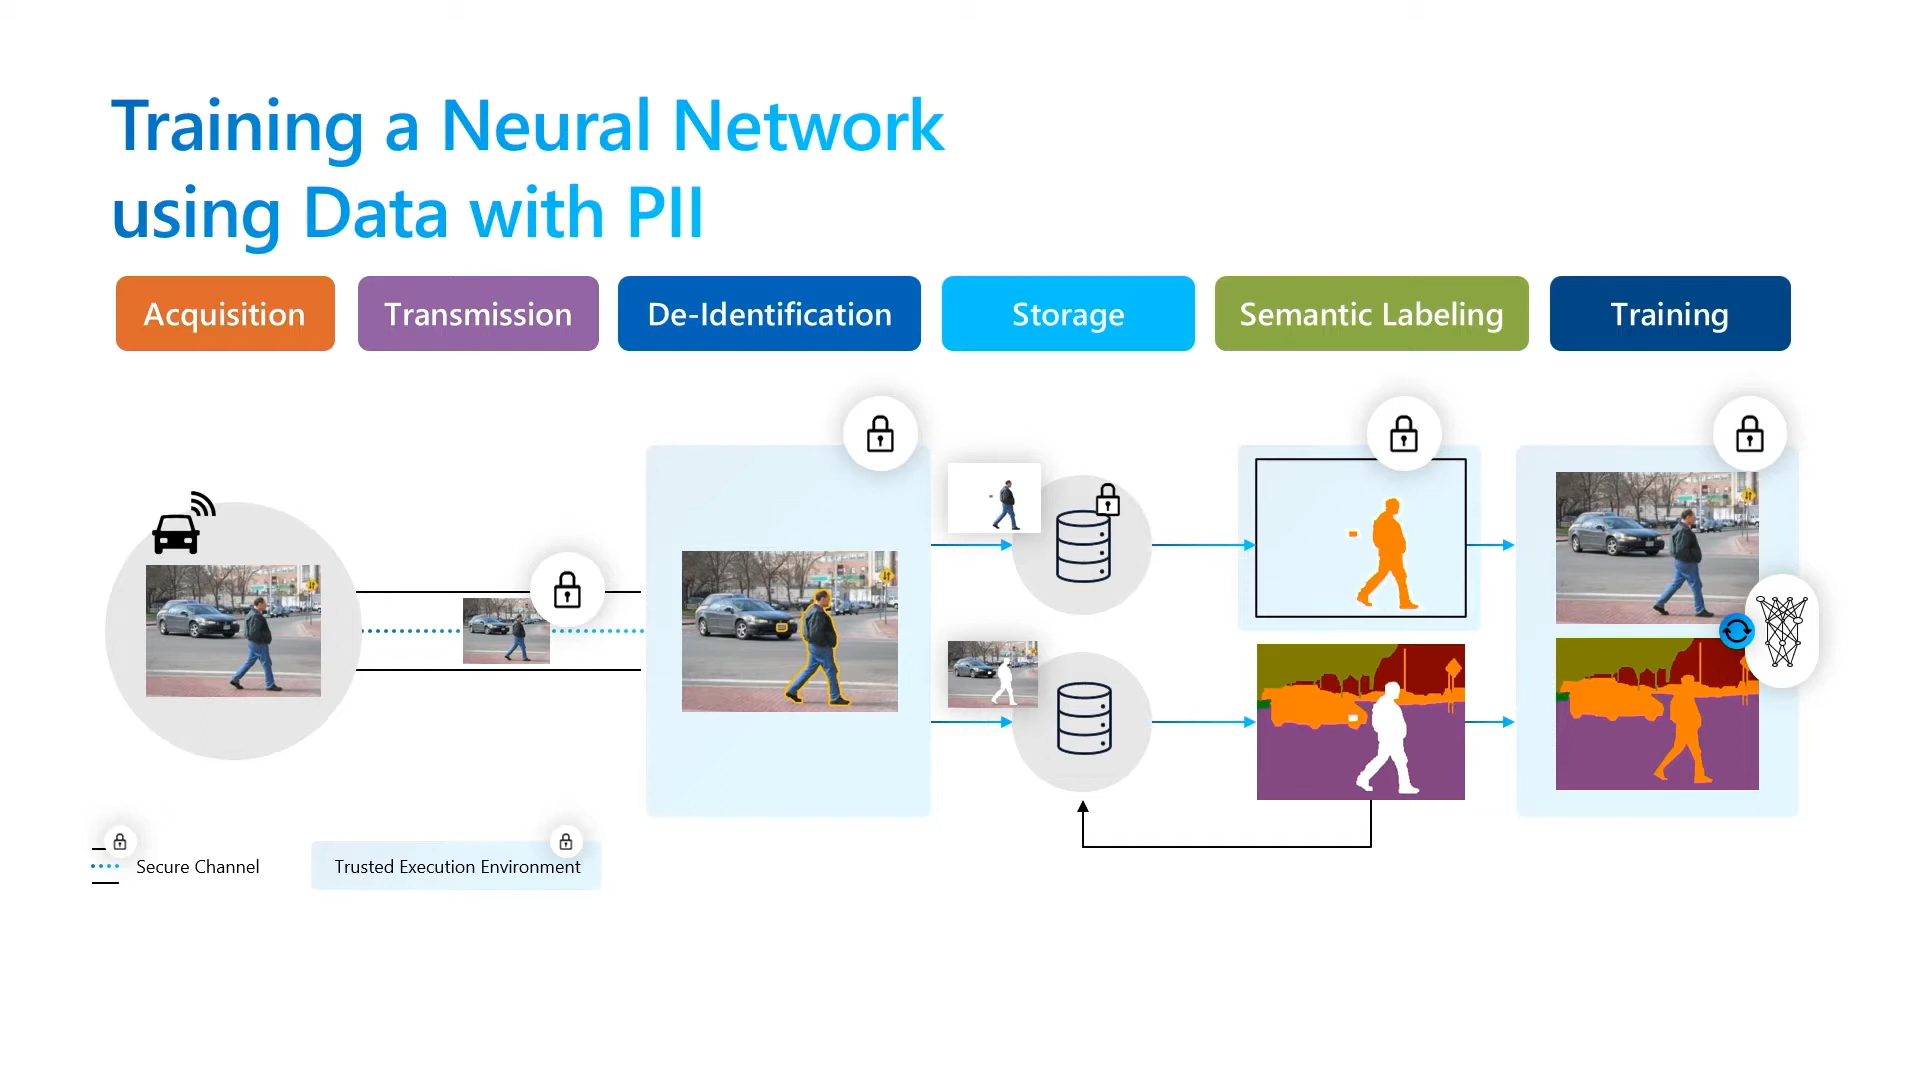 Training a Neural Network
using Data with PII
Acquisition
Transmission
De-Identification
Storage
Semantic Labeling
Training
Secure Channel
Trusted Execution Environment